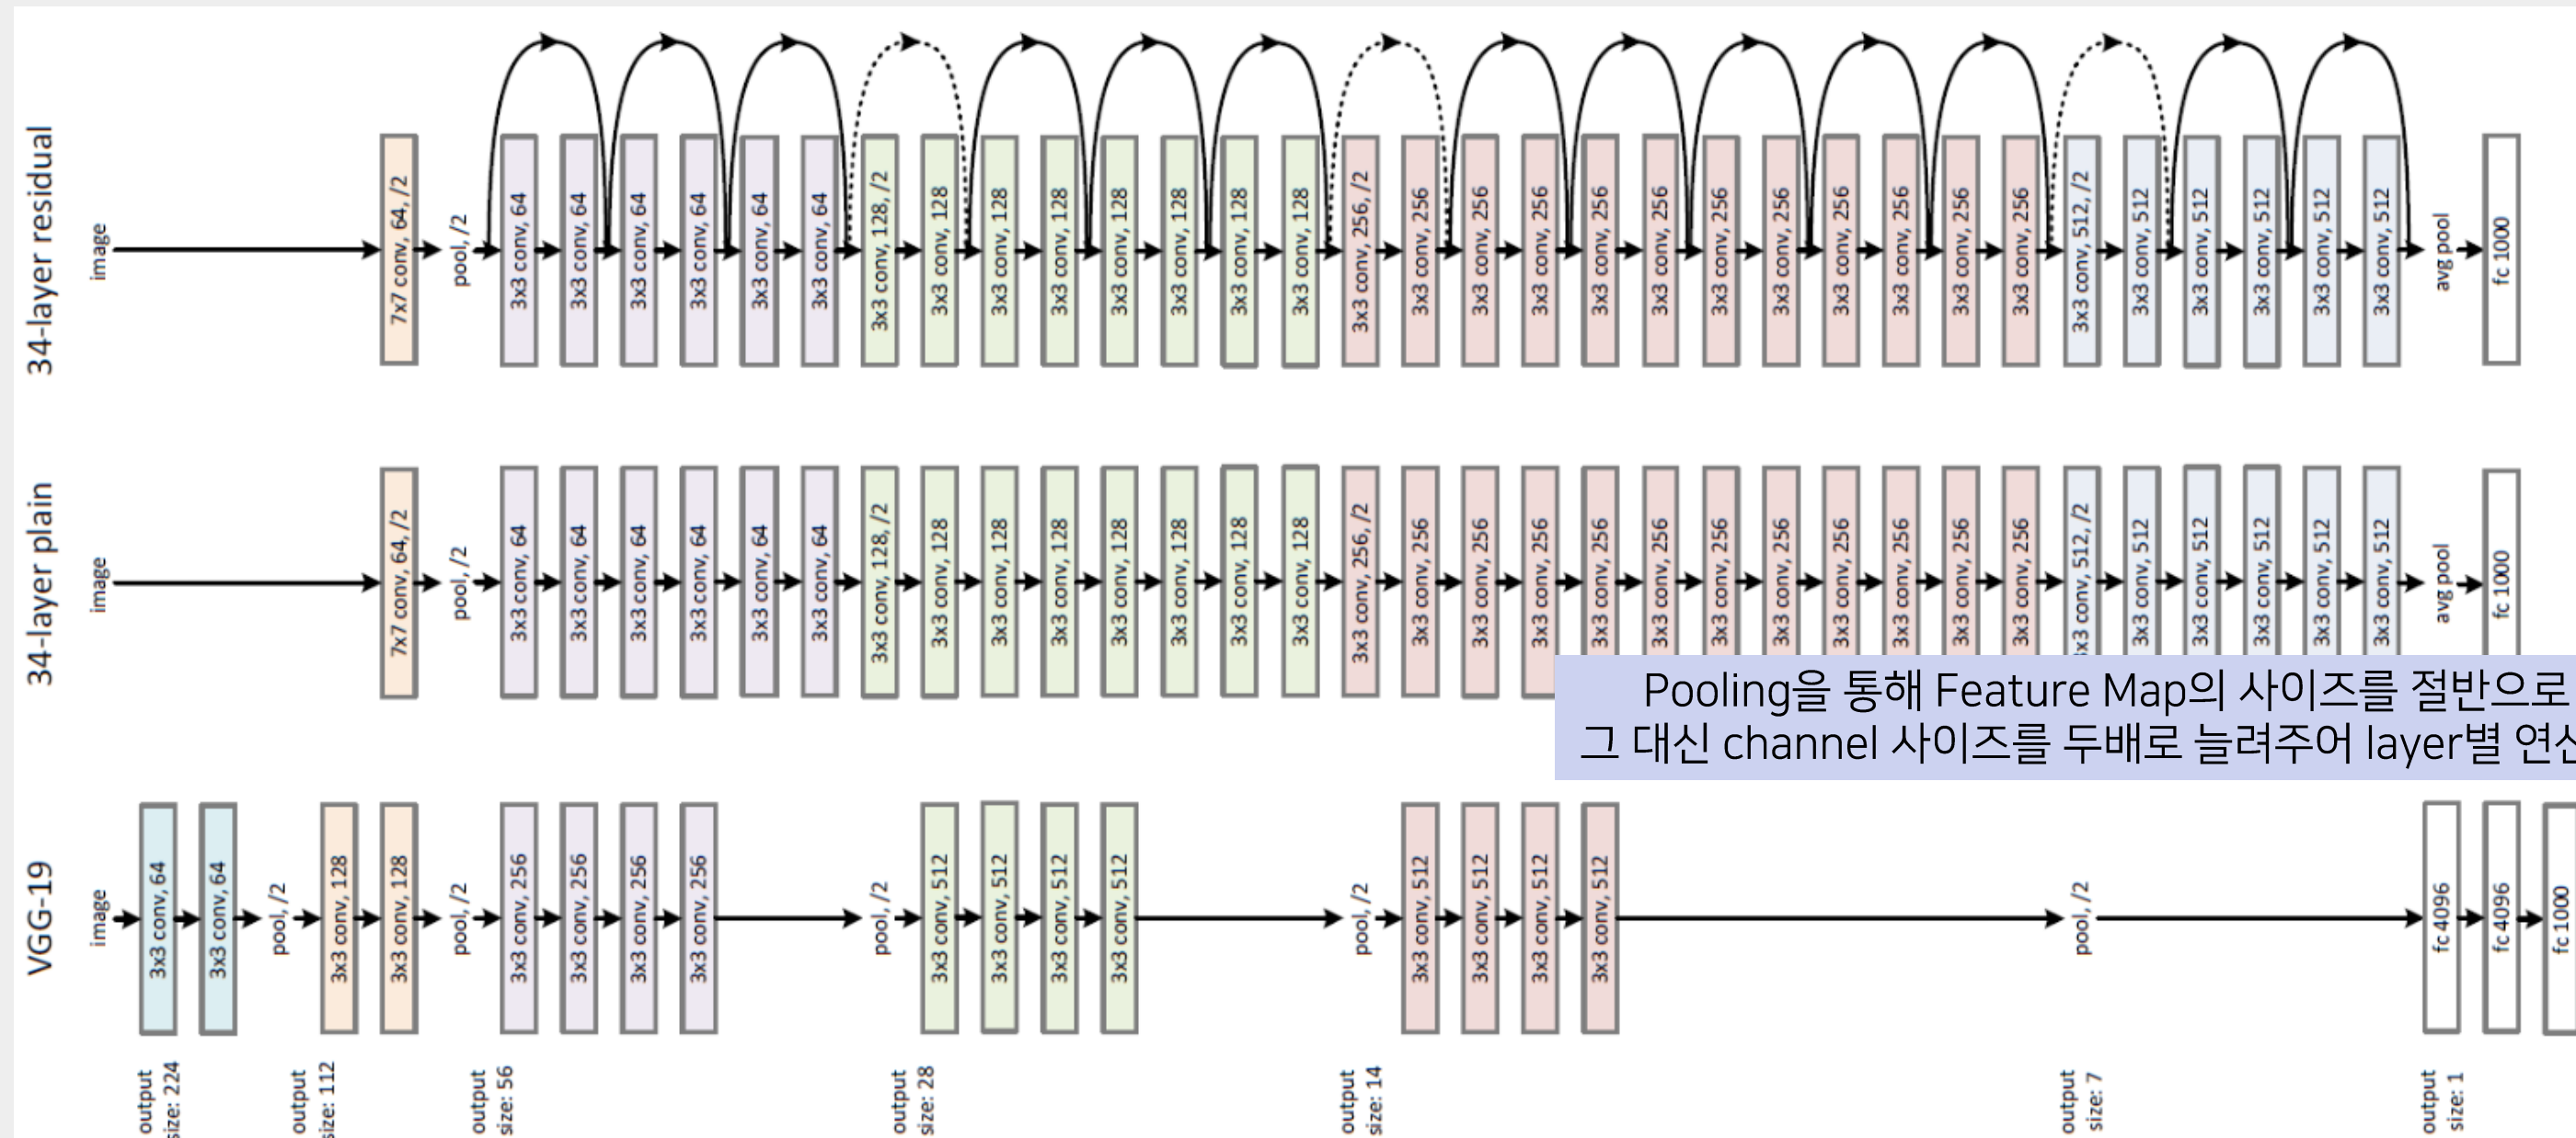 34-layer residual
image
7x7 conv, 64, /2
pool, /2
3x3 conv, 64
3x3 conv, 64
3x3 conv, 64
3x3 conv, 64
3x3 conv, 64
3x3 conv, 64
3x3 conv, 128, /2
3x3 conv, 128
3x3 conv, 128
3x3 conv, 128
3x3 conv, 128
3x3 conv, 128
3x3 conv, 128
3x3 conv, 128
3x3 conv, 256, /2
3x3 conv, 256
3x3 conv, 256
3x3 conv, 256
3x3 conv, 256
3x3 conv, 256
3x3 conv, 256
3x3 conv, 256
3x3 conv, 256
3x3 conv, 256
3x3 conv, 256
3x3 conv, 256
3x3 conv, 512, /2
3x3 conv, 512
3x3 conv, 512
3x3 conv, 512
3x3 conv, 512
3x3 conv, 512
avg pool
fc 1000
34-layer plain
image
7x7 conv, 64, /2
pool, /2
3x3 conv, 64
3x3 conv, 64
3x3 conv, 64
3x3 conv, 64
3x3 conv, 64
3x3 conv, 64
3x3 conv, 128, /2
3x3 conv, 128
3x3 conv, 128
3x3 conv, 128
3x3 conv, 128
3x3 conv, 128
3x3 conv, 128
3x3 conv, 128
3x3 conv, 256, /2
3x3 conv, 256
3x3 conv, 256
3x3 conv, 256
3x3 conv, 256
3x3 conv, 256
3x3 conv, 256
3x3 conv, 256
3x3 conv, 256
3x3 conv, 256
3x3 conv, 256
3x3 conv, 256
3x3 conv, 512, /2
3x3 conv, 512
3x3 conv, 512
3x3 conv, 512
3x3 conv, 512
3x3 conv, 512
avg pool
fc 1000
Pooling을 통해 Feature Map의 사이즈를 절반으로
그 대신 channel 사이즈를 두배로 늘려주어 layer별
VGG-19
image
3x3 conv, 64
3x3 conv, 64
pool, /2
3x3 conv, 128
3x3 conv, 128
pool, /2
3x3 conv, 256
3x3 conv, 256
3x3 conv, 256
3x3 conv, 256
pool, /2
3x3 conv, 512
3x3 conv, 512
3x3 conv, 512
3x3 conv, 512
pool, /2
3x3 conv, 512
3x3 conv, 512
3x3 conv, 512
3x3 conv, 512
pool, /2
fc 4096
fc 4096
fc 1000
output
size: 224
output
size: 112
output
size: 56
output
size: 28
output
size: 14
output
size: 7
output
size: 1